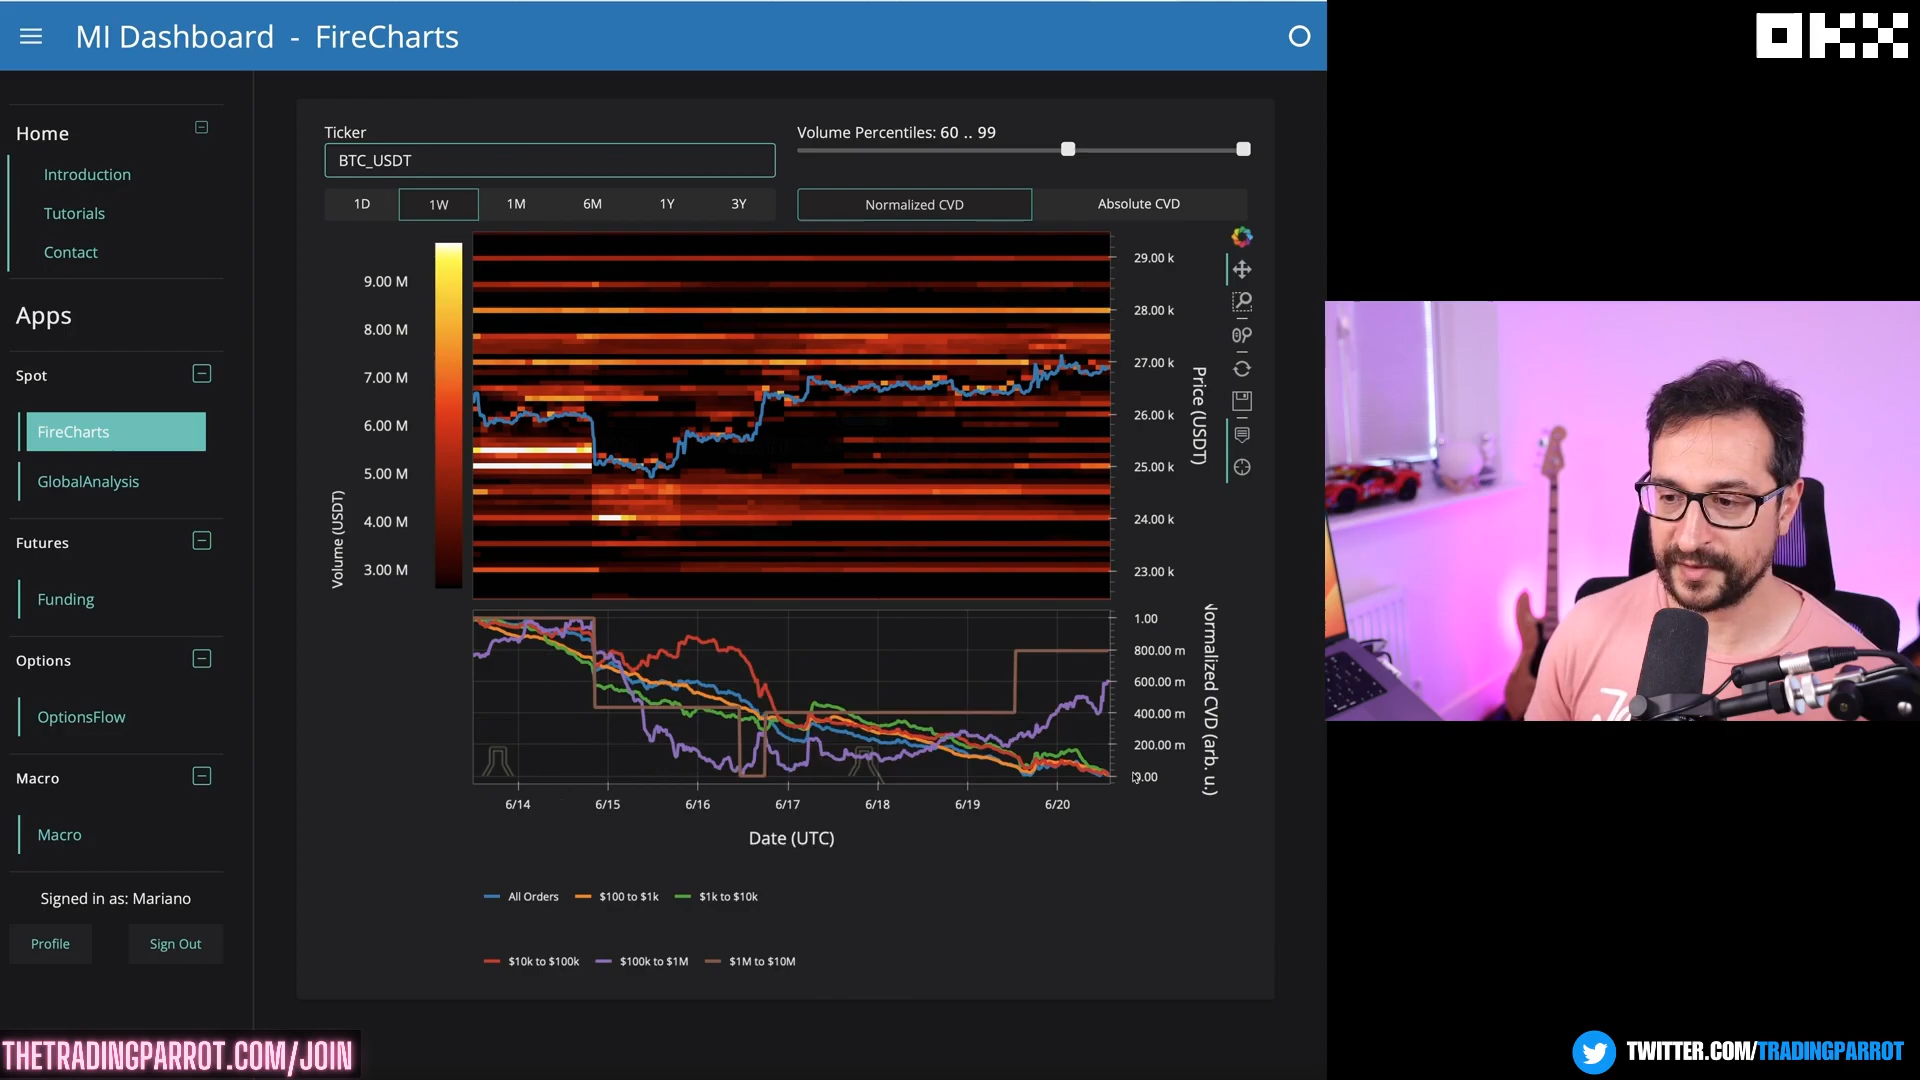 MI Dashboard - FireCharts
OKX
Home
Introduction
Tutorials
Contact
Apps
Spot
FireCharts
GlobalAnalysis
Futures
Funding
Options
OptionsFlow
Macro
Macro
Signed in as: Mariano
Profile
Sign Out
Ticker
BTC_USDT
Volume Percentiles: 60 .. 99
1D
1W
1M
6M
1Y
3Y
Normalized CVD
Absolute CVD
Volume (USDT)
9.00 M
8.00 M
7.00 M
6.00 M
5.00 M
4.00 M
3.00 M
29.00 k
28.00 k
27.00 k
26.00 k
25.00 k
24.00 k
23.00 k
Price (USDT)
1.00
800.00 m
600.00 m
400.00 m
200.00 m
0.00
Normalized CVD (arb. u.)
6/14
6/15
6/16
6/17
6/18
6/19
6/20
Date (UTC)
All Orders
$100 to $1k
$1k to $10k
$10k to $100k
$100k to $1M
$1M to $10M
THETRADINGPARROT.COM/JOIN
TWITTER.COM/TRADINGPARROT